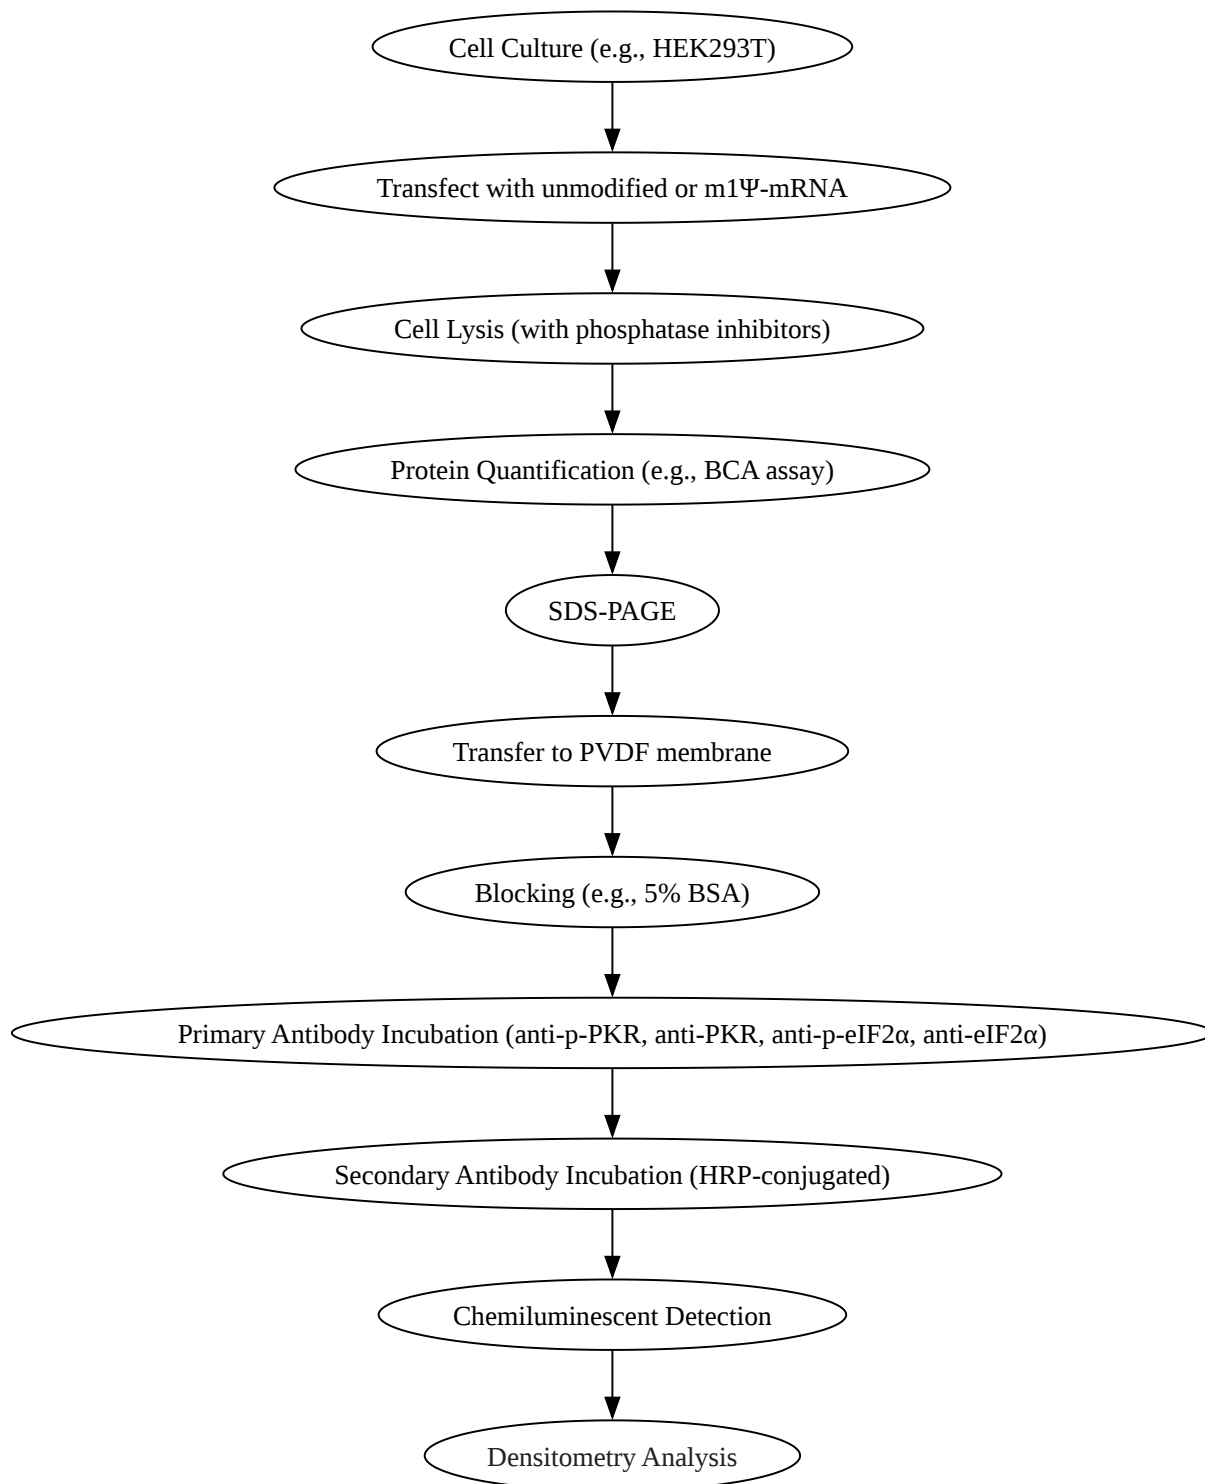 Cell Culture (e.g., HEK293T)
Transfect with unmodified or m1Ψ-mRNA
Cell Lysis (with phosphatase inhibitors)
Protein Quantification (e.g., BCA assay)
SDS-PAGE
Transfer to PVDF membrane
Blocking (e.g., 5% BSA)
Primary Antibody Incubation (anti-p-PKR, anti-PKR, anti-p-eIF2α, anti-eIF2α)
Secondary Antibody Incubation (HRP-conjugated)
Chemiluminescent Detection
Densitometry Analysis